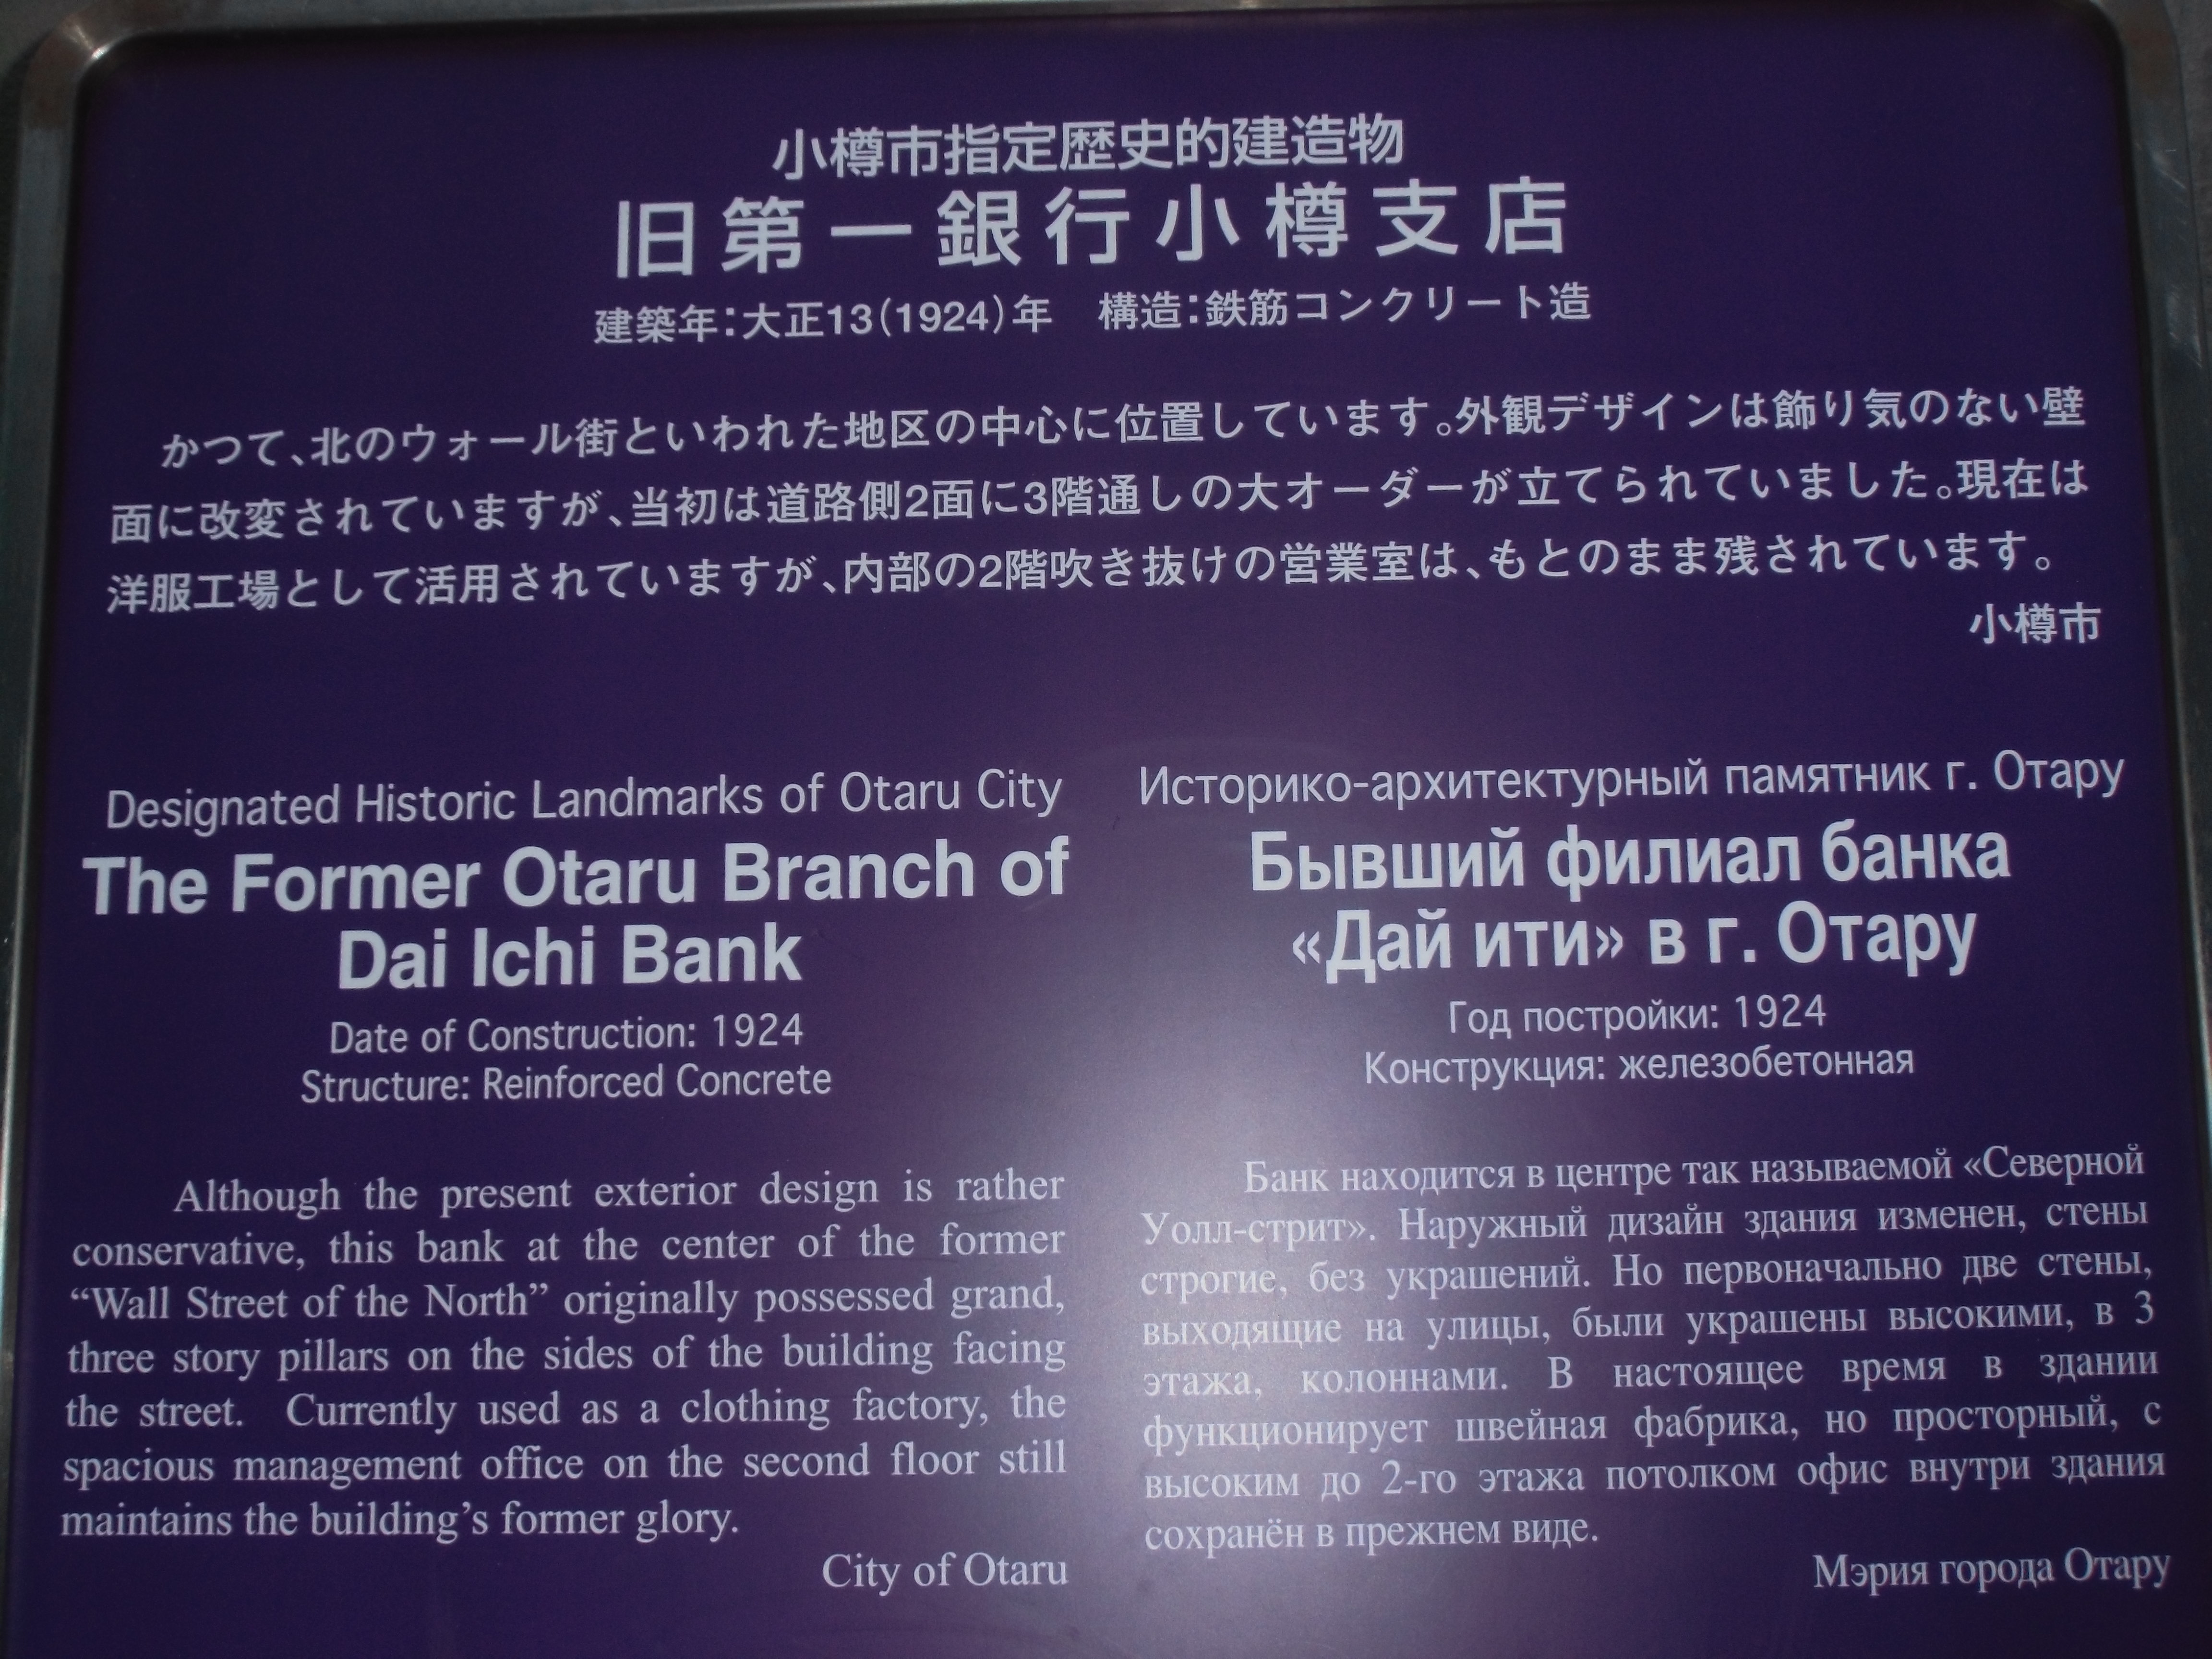 小樽市指定歴史的建造物
旧第一銀行小樽支店
建築年：大正13（1924）年　構造：鉄筋コンクリート造
かつて、北のウォール街といわれた地区の中心に位置しています。外観デザインは飾り気のない壁
面に改変されていますが、当初は道路側2面に3階通しの大オーダーが立てられていました。現在は
洋服工場として活用されていますが、内部の2階吹き抜けの営業室は、もとのまま残されています。
小樽市
Designated Historic Landmarks of Otaru City
The Former Otaru Branch of
Dai Ichi Bank
Date of Construction: 1924
Structure: Reinforced Concrete
Although the present exterior design is rather
conservative, this bank at the center of the former
“Wall Street of the North” originally possessed grand,
three story pillars on the sides of the building facing
the street. Currently used as a clothing factory, the
spacious management office on the second floor still
maintains the building’s former glory.
City of Otaru
Историко-архитектурный памятник г. Отару
Бывший филиал банка
«Дай ити» в г. Отару
Год постройки: 1924
Конструкция: железобетонная
Банк находится в центре так называемой «Северной
Уолл-стрит». Наружный дизайн здания изменен, стены
строгие, без украшений. Но первоначально две стены,
выходящие на улицы, были украшены высокими, в 3
этажа, колоннами. В настоящее время в здании
функционирует швейная фабрика, но просторный, с
высоким до 2-го этажа потолком офис внутри здания
сохранён в прежнем виде.
Мэрия города Отару